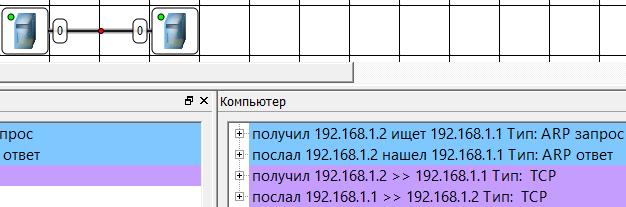 0 0
Компьютер
прос
ответ
получил 192.168.1.2 ищет 192.168.1.1 Тип: ARP запрос
послал 192.168.1.2 нашел 192.168.1.1 Тип: ARP ответ
получил 192.168.1.2 >> 192.168.1.1 Тип: TCP
послал 192.168.1.1 >> 192.168.1.2 Тип: TCP